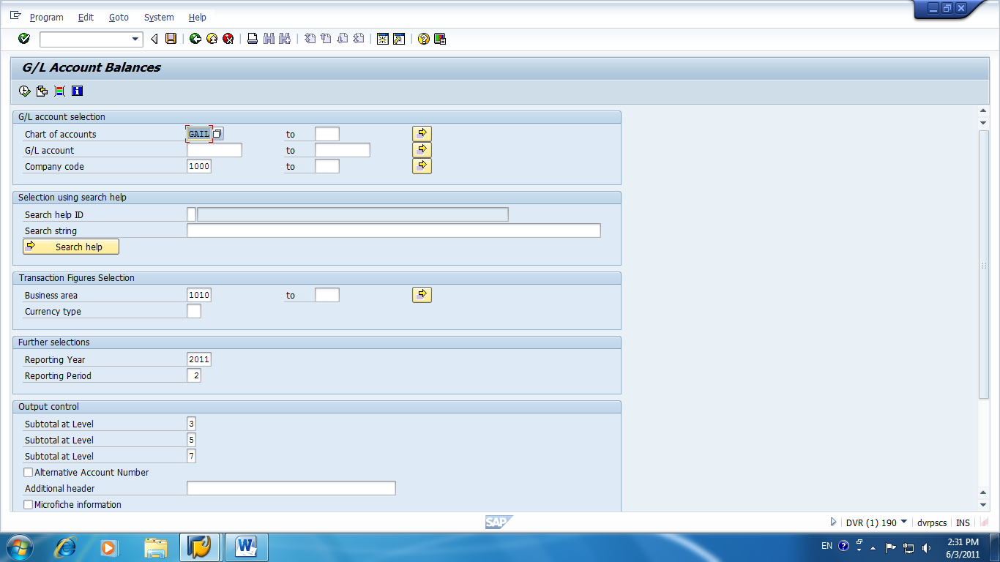 Program Edit Goto System Help
G/L Account Balances
G/L account selection
Chart of accounts GAIL to
G/L account to
Company code 1000 to
Selection using search help
Search help ID
Search string
Search help
Transaction Figures Selection
Business area 1010 to
Currency type
Further selections
Reporting Year 2011
Reporting Period 2
Output control
Subtotal at Level 3
Subtotal at Level 5
Subtotal at Level 7
Alternative Account Number
Additional header
Microfiche information
SAP DVR (1) 190 dvrpscs INS
EN 2:31 PM
6/3/2011